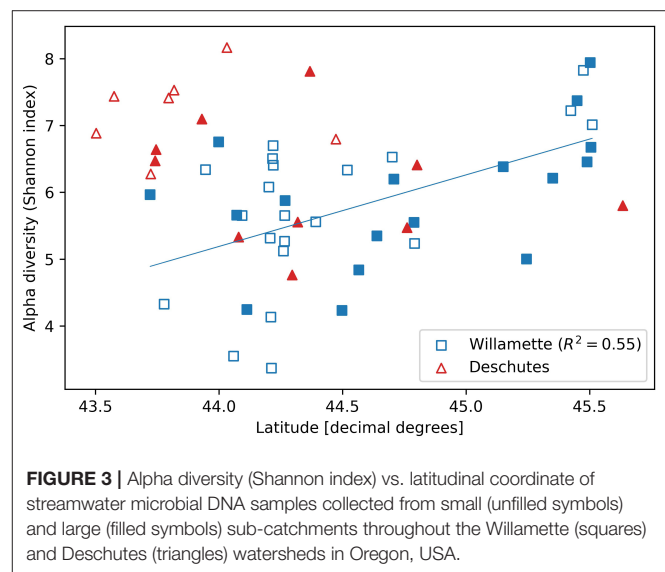 8
7
6
5
4
Alpha diversity (Shannon index)
Willamette (R² = 0.55)
Deschutes
43.5 44.0 44.5 45.0 45.5
Latitude [decimal degrees]
FIGURE 3 | Alpha diversity (Shannon index) vs. latitudinal coordinate of
streamwater microbial DNA samples collected from small (unfilled symbols)
and large (filled symbols) sub-catchments throughout the Willamette (squares)
and Deschutes (triangles) watersheds in Oregon, USA.